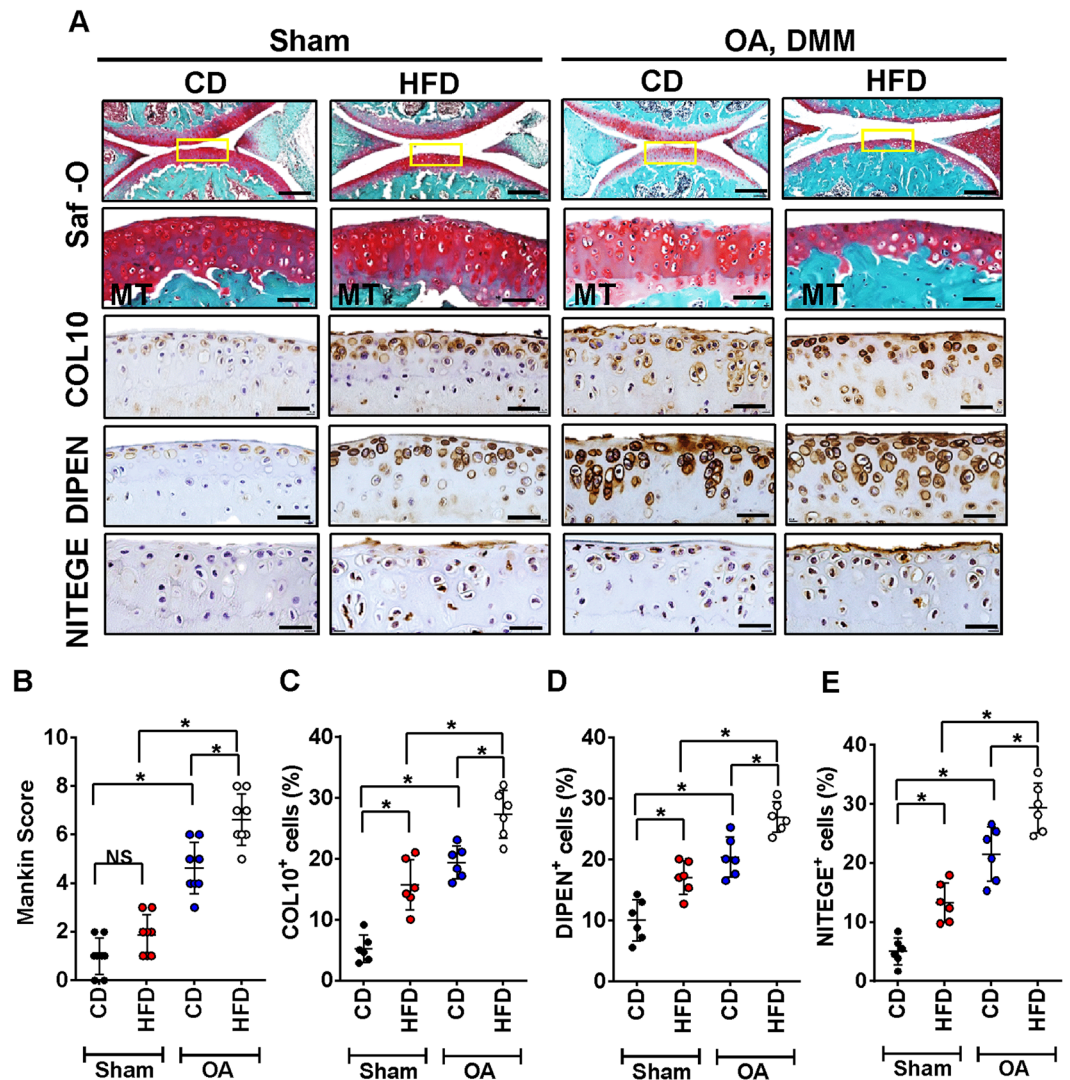 A
Sham
OA, DMM
CD
HFD
CD
HFD
Saf -O
MT
MT
MT
MT
COL10
DIPEN
NITEGE
B
C
D
E
Mankin Score
10
8
6
4
2
0
NS
*
*
*
CD
HFD
CD
HFD
Sham
OA
COL10⁺ cells (%)
40
30
20
10
0
*
*
*
*
CD
HFD
CD
HFD
Sham
OA
DIPEN⁺ cells (%)
40
30
20
10
0
*
*
*
*
CD
HFD
CD
HFD
Sham
OA
NITEGE⁺ cells (%)
40
30
20
10
0
*
*
*
*
CD
HFD
CD
HFD
Sham
OA